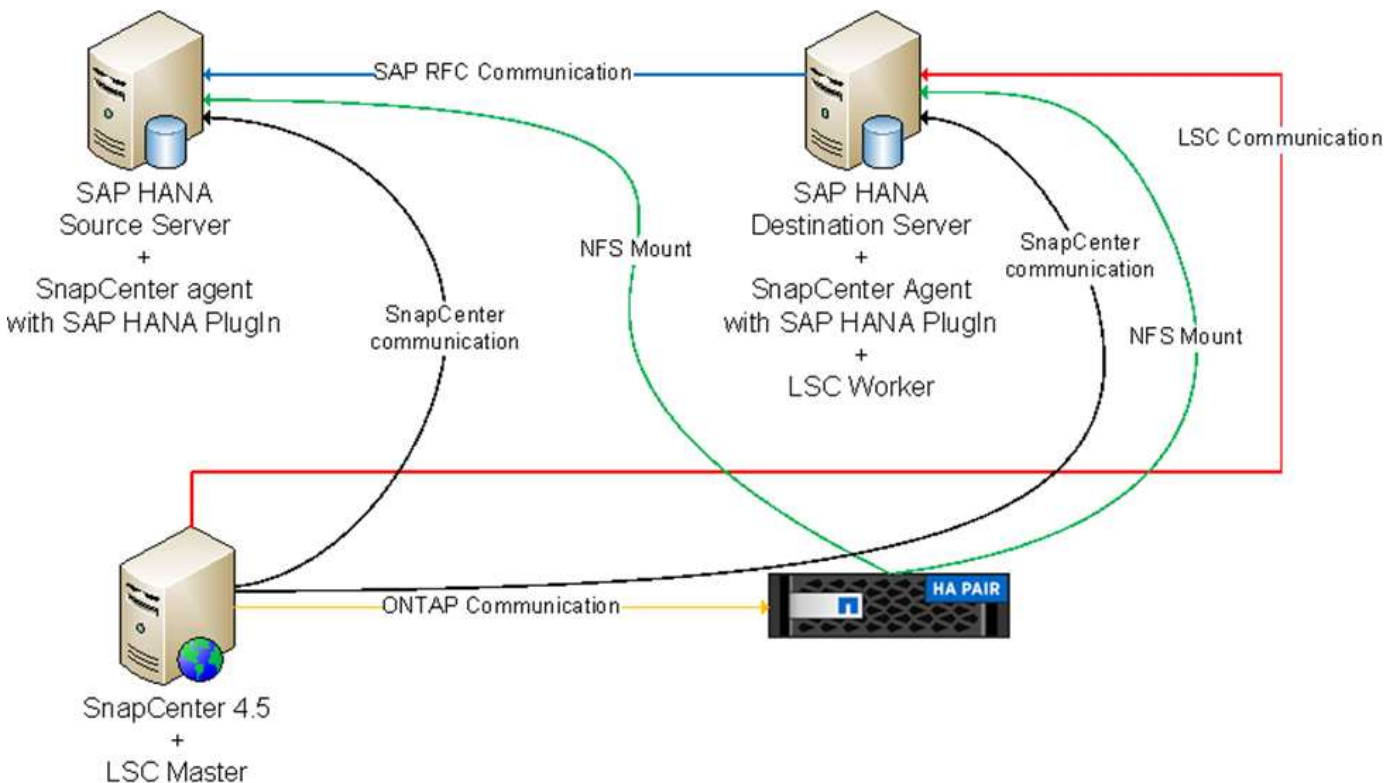 SAP RFC Communication
LSC Communication
SAP HANA
Source Server
+
SnapCenter agent
with SAP HANA PlugIn
NFS Mount
SAP HANA
Destination Server
+
SnapCenter Agent
with SAP HANA PlugIn
+
LSC Worker
SnapCenter
communication
NFS Mount
SnapCenter
communication
ONTAP Communication
HA PAIR
SnapCenter 4.5
+
LSC Master